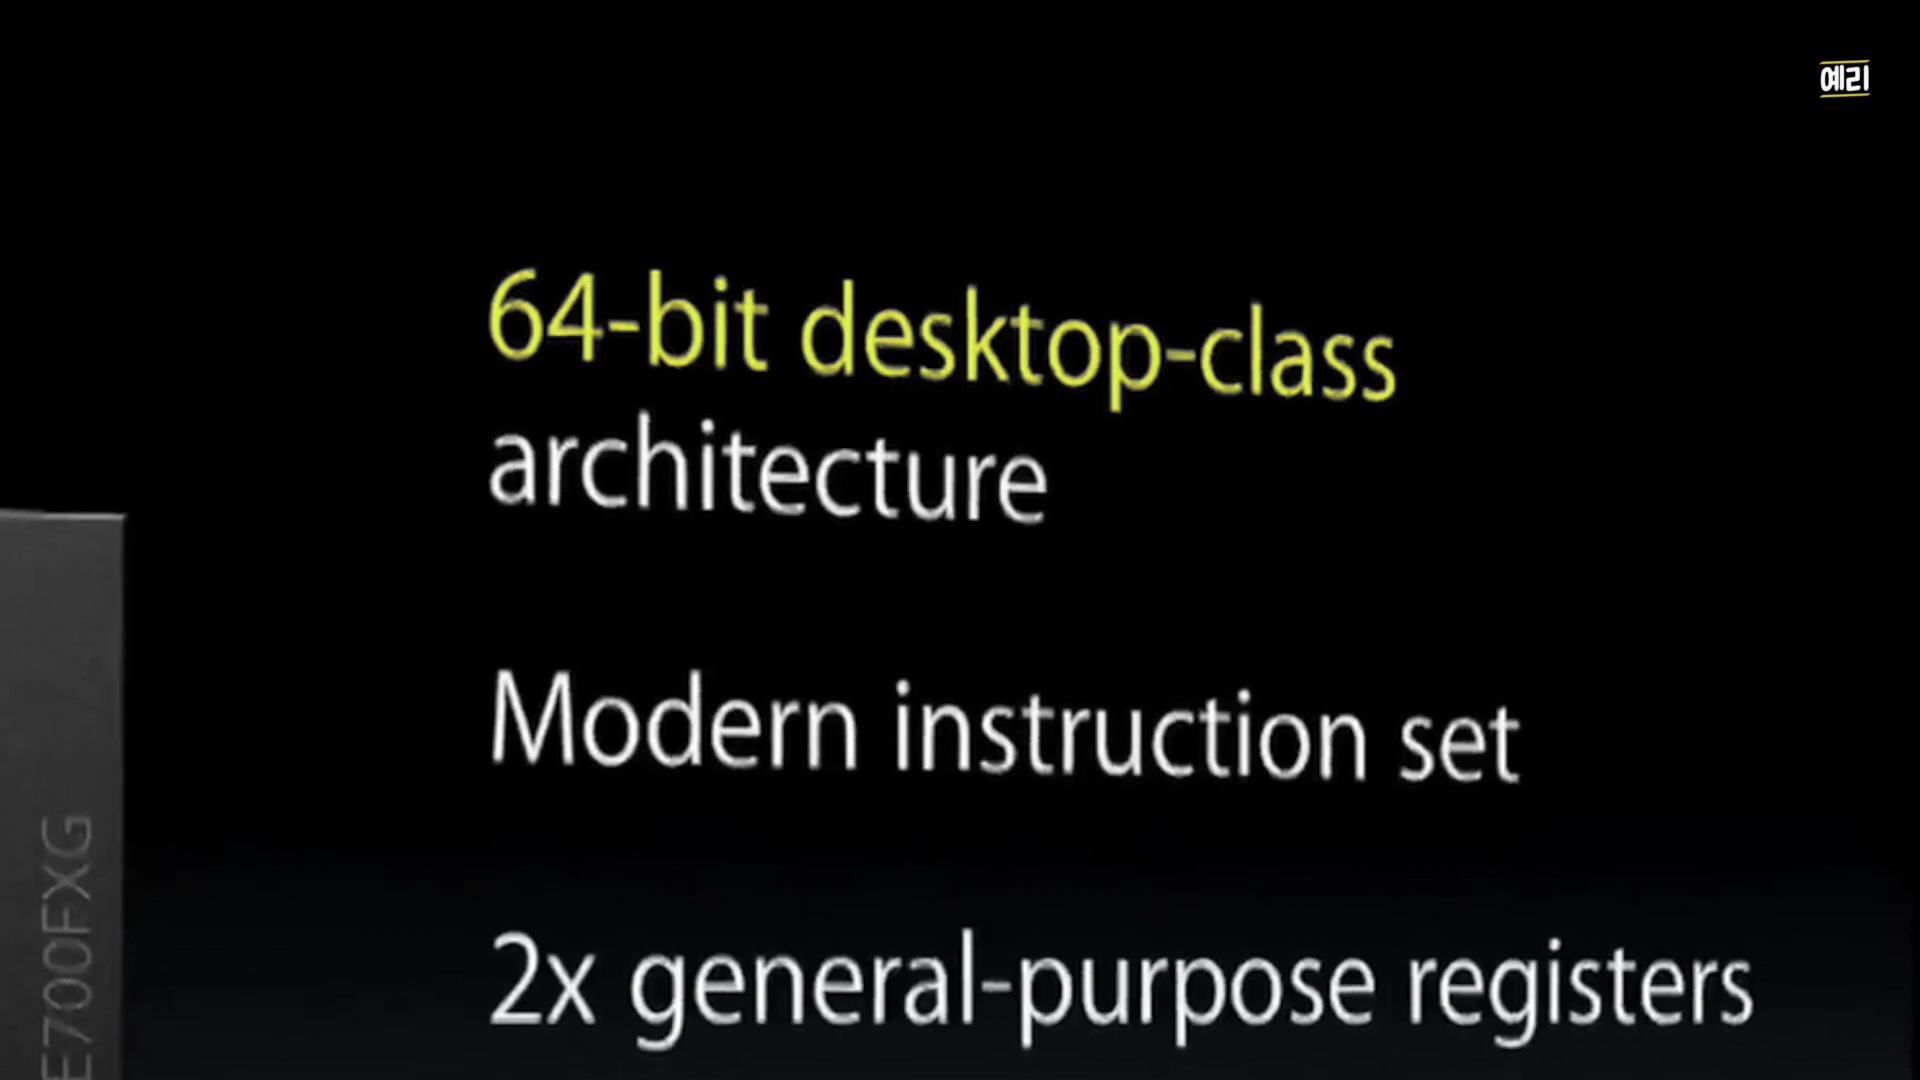 예리
64-bit desktop-class
architecture
Modern instruction set
2x general-purpose registers
E700FXG